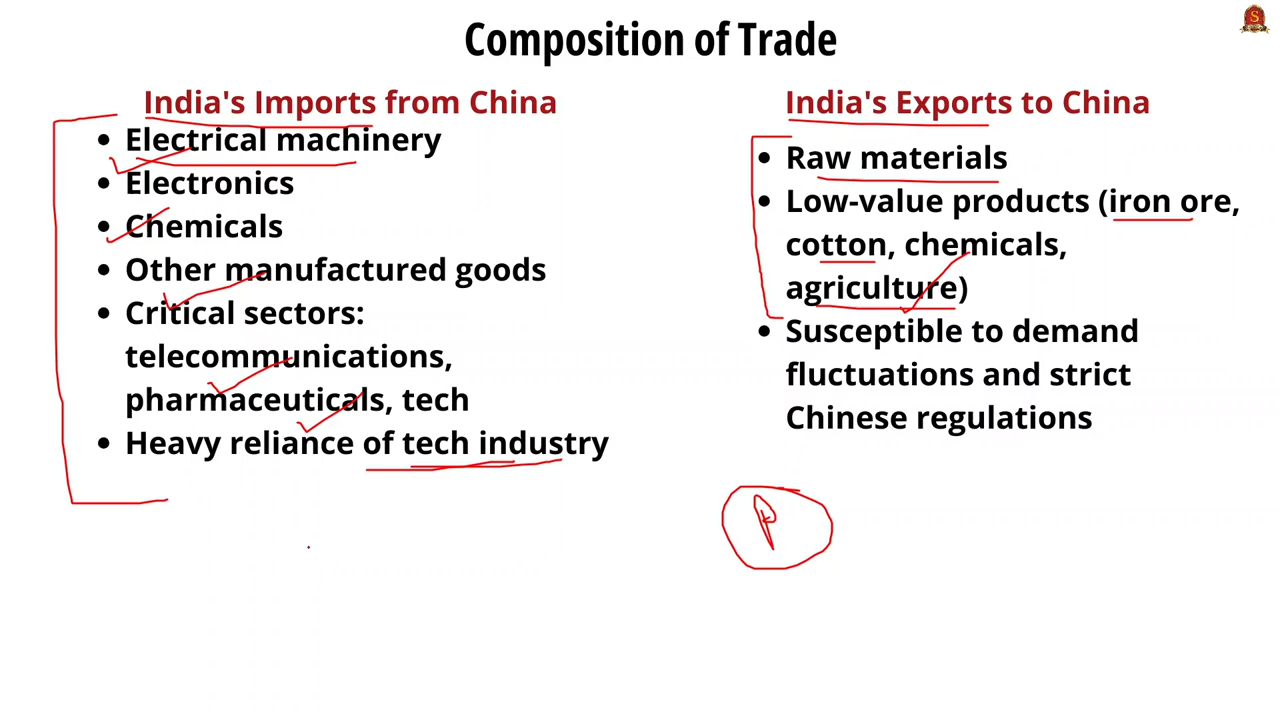 Composition of Trade
India's Imports from China
• Electrical machinery
• Electronics
• Chemicals
• Other manufactured goods
• Critical sectors:
telecommunications,
pharmaceuticals, tech
• Heavy reliance of tech industry
India's Exports to China
• Raw materials
• Low-value products (iron ore,
cotton, chemicals,
agriculture)
• Susceptible to demand
fluctuations and strict
Chinese regulations